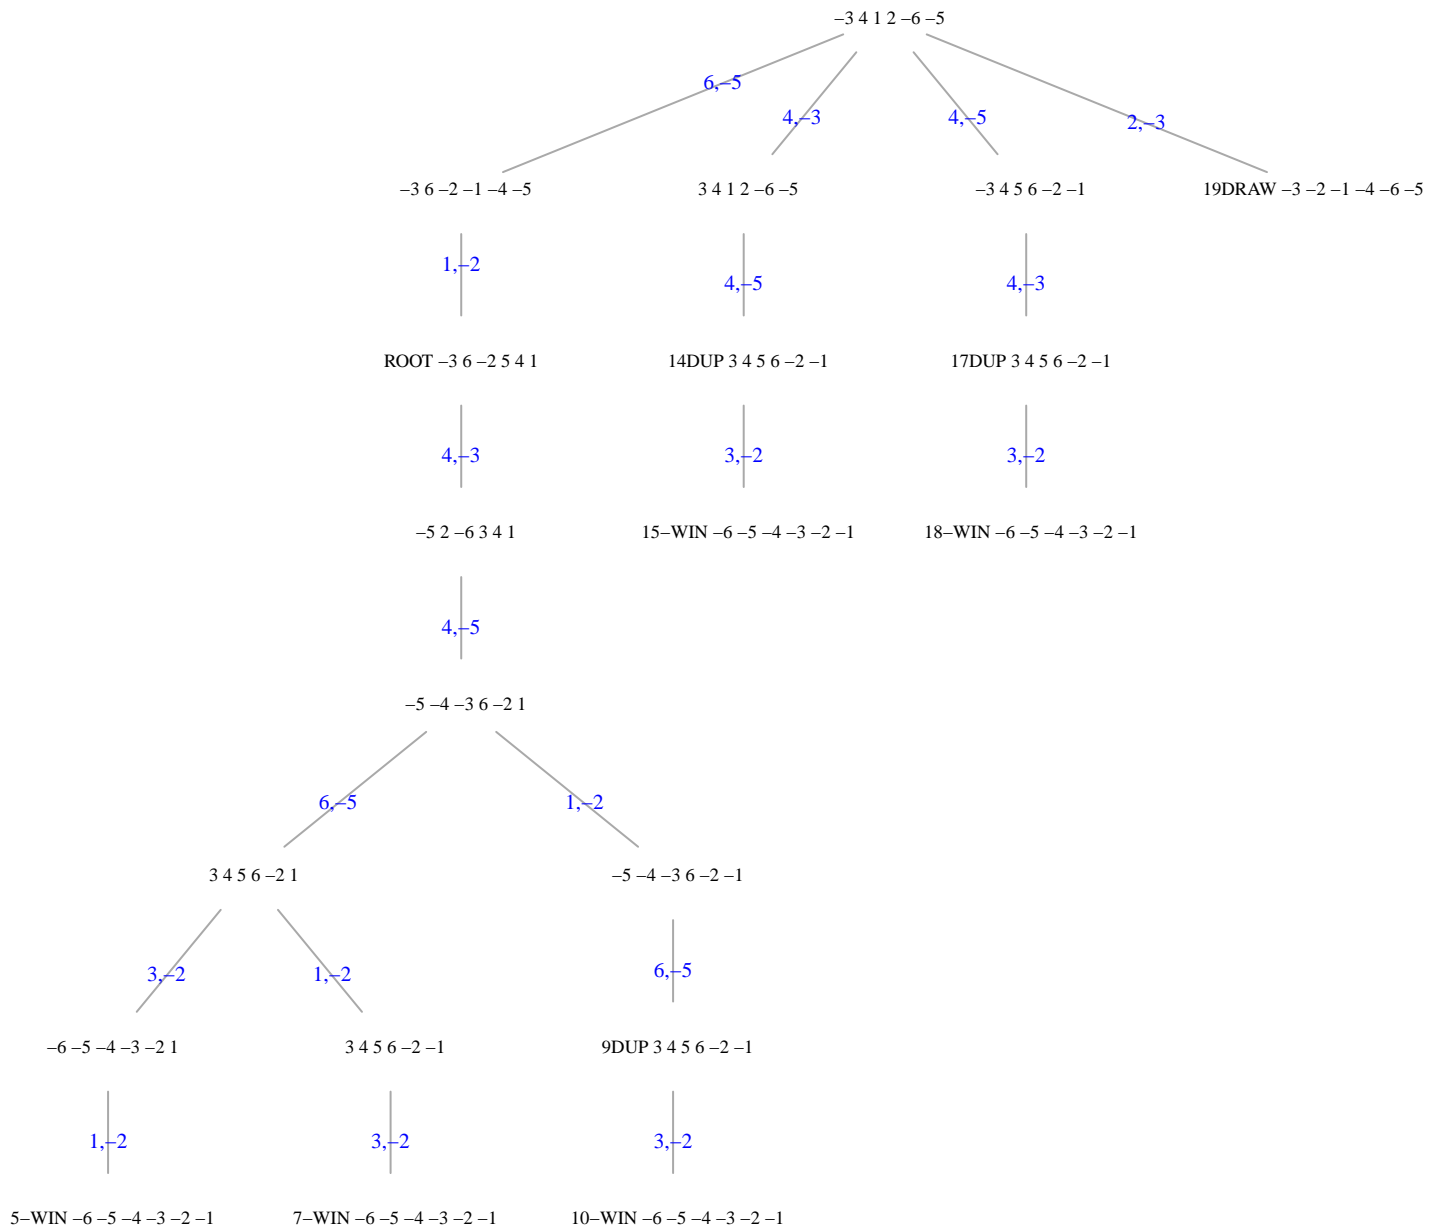 –3 4 1 2 –6 –5
6,–5
4,–3
4,–5
2,–3
–3 6 –2 –1 –4 –5
3 4 1 2 –6 –5
–3 4 5 6 –2 –1
19DRAW –3 –2 –1 –4 –6 –5
1,–2
4,–5
4,–3
ROOT –3 6 –2 5 4 1
14DUP 3 4 5 6 –2 –1
17DUP 3 4 5 6 –2 –1
4,–3
3,–2
3,–2
–5 2 –6 3 4 1
15–WIN –6 –5 –4 –3 –2 –1
18–WIN –6 –5 –4 –3 –2 –1
4,–5
–5 –4 –3 6 –2 1
6,–5
1,–2
3 4 5 6 –2 1
–5 –4 –3 6 –2 –1
3,–2
1,–2
6,–5
–6 –5 –4 –3 –2 1
3 4 5 6 –2 –1
9DUP 3 4 5 6 –2 –1
1,–2
3,–2
3,–2
5–WIN –6 –5 –4 –3 –2 –1
7–WIN –6 –5 –4 –3 –2 –1
10–WIN –6 –5 –4 –3 –2 –1